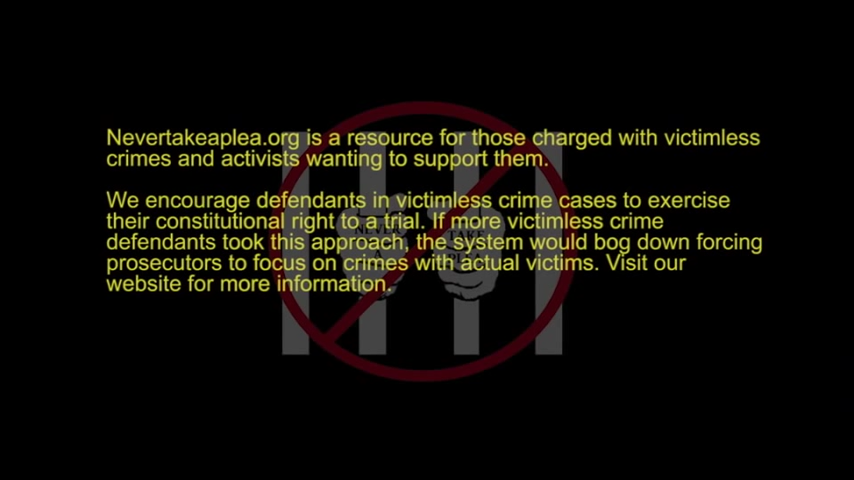 Nevertakeaplea.org is a resource for those charged with victimless
crimes and activists wanting to support them.
We encourage defendants in victimless crime cases to exercise
their constitutional right to a trial. If more victimless crime
defendants took this approach, the system would bog down forcing
prosecutors to focus on crimes with actual victims. Visit our
website for more information.
NEVER
A
TAKE
PLEA